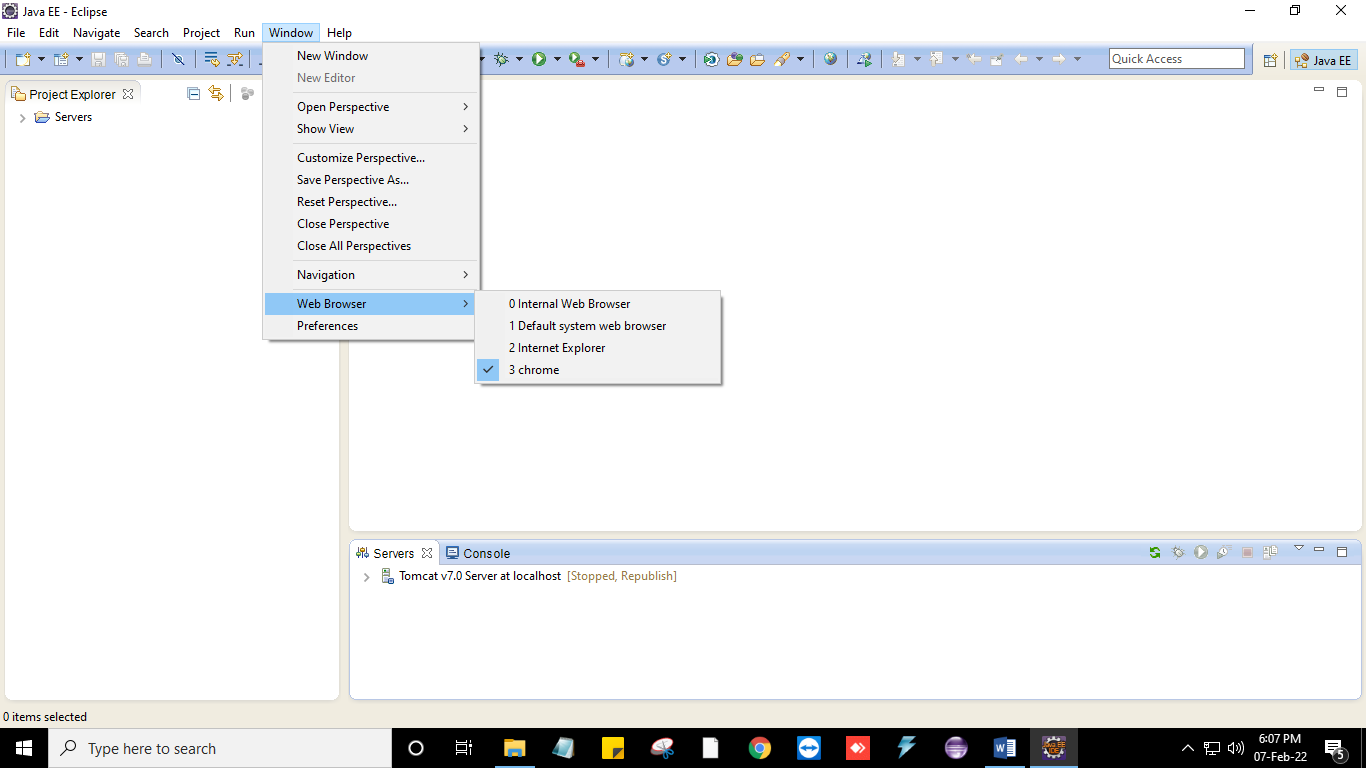 Java EE - Eclipse
File Edit Navigate Search Project Run Window Help
Quick Access
Java EE
Project Explorer
Servers
New Window
New Editor
Open Perspective
Show View
Customize Perspective...
Save Perspective As...
Reset Perspective...
Close Perspective
Close All Perspectives
Navigation
Web Browser
Preferences
0 Internal Web Browser
1 Default system web browser
2 Internet Explorer
3 chrome
Servers Console
Tomcat v7.0 Server at localhost [Stopped, Republish]
0 items selected
Type here to search
6:07 PM
07-Feb-22
5